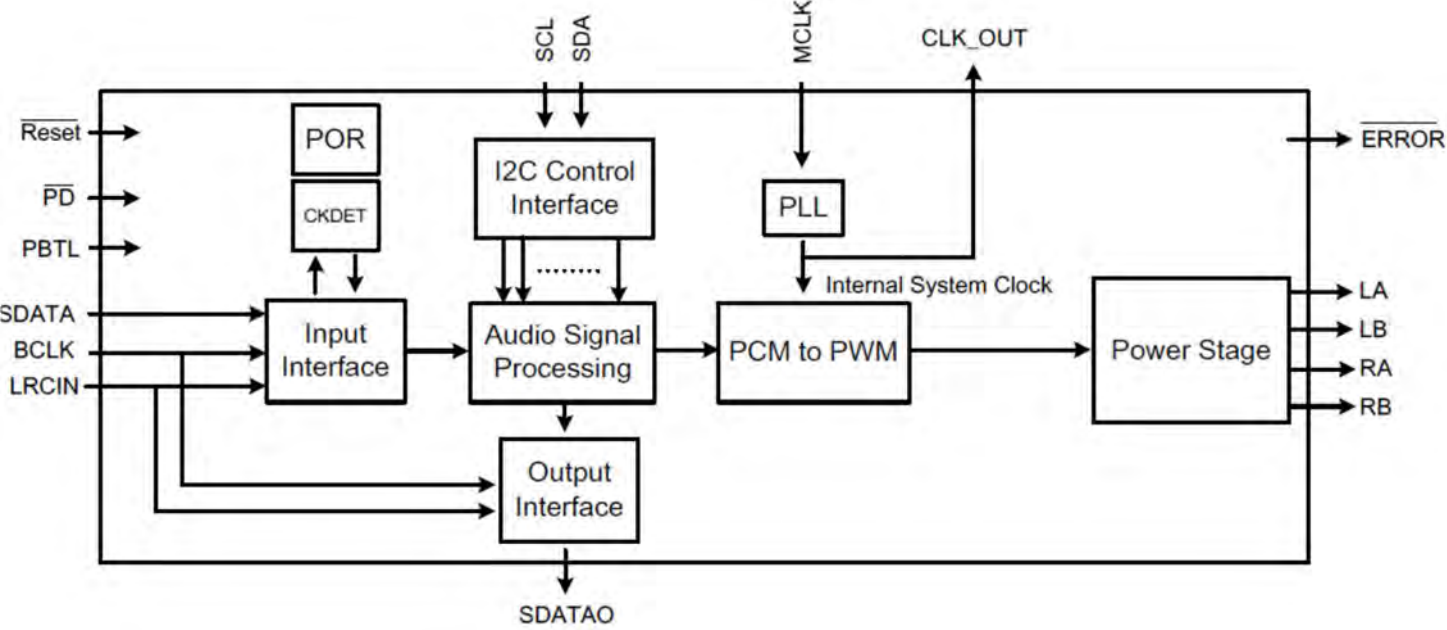 SCL
SDA
MCLK
CLK_OUT
Reset
POR
I2C Control
Interface
ERROR
PD
CKDET
PLL
PBTL
Internal System Clock
SDATA
Input
Interface
Audio Signal
Processing
PCM to PWM
Power Stage
LA
LB
RA
RB
BCLK
LRCIN
Output
Interface
SDATAO